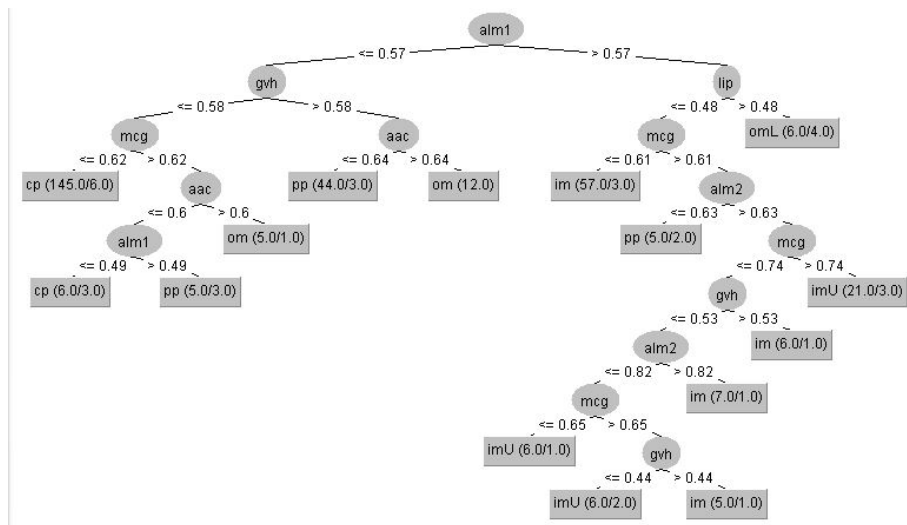 alm1
<= 0.57 > 0.57
gvh lip
<= 0.58 > 0.58 <= 0.48 > 0.48
mcg aac mcg omL (6.0/4.0)
<= 0.62 > 0.62 <= 0.64 > 0.64 <= 0.61 > 0.61
cp (145.0/6.0) aac pp (44.0/3.0) om (12.0) im (57.0/3.0) alm2
<= 0.6 > 0.6 <= 0.63 > 0.63
alm1 om (5.0/1.0) pp (5.0/2.0) mcg
<= 0.49 > 0.49 <= 0.74 > 0.74
cp (6.0/3.0) pp (5.0/3.0) gvh imU (21.0/3.0)
<= 0.53 > 0.53
alm2 im (6.0/1.0)
<= 0.82 > 0.82
mcg im (7.0/1.0)
<= 0.65 > 0.65
imU (6.0/1.0) gvh
<= 0.44 > 0.44
imU (6.0/2.0) im (5.0/1.0)